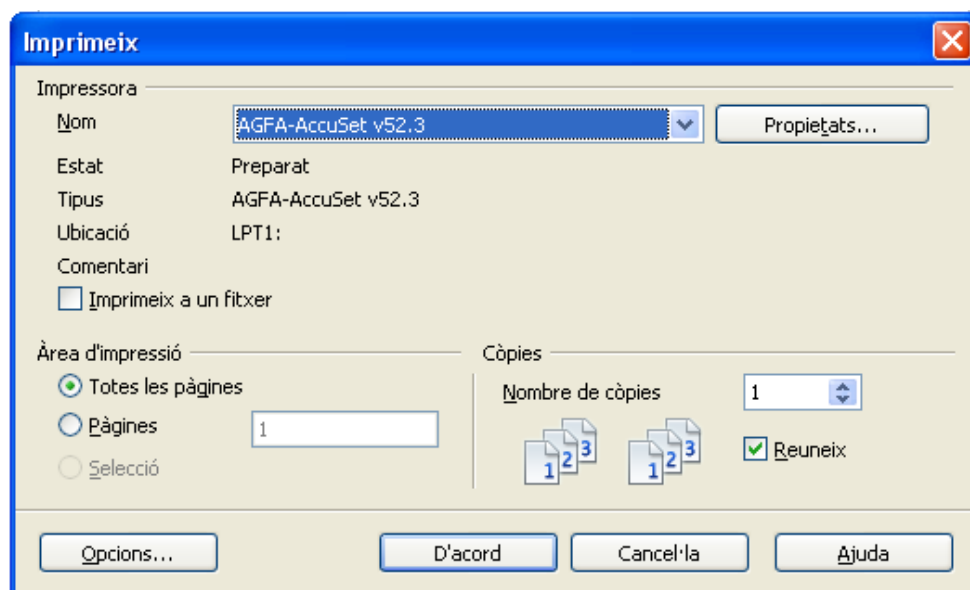 Imprimeix
Impressora
Nom AGFA-AccuSet v52.3 Propietats...
Estat Preparat
Tipus AGFA-AccuSet v52.3
Ubicació LPT1:
Comentari
Imprimeix a un fitxer
Àrea d'impressió
Totes les pàgines
Pàgines 1
Selecció
Còpies
Nombre de còpies 1
1 2 3 1 2 3
Reuneix
Opcions... D'acord Cancel·la Ajuda